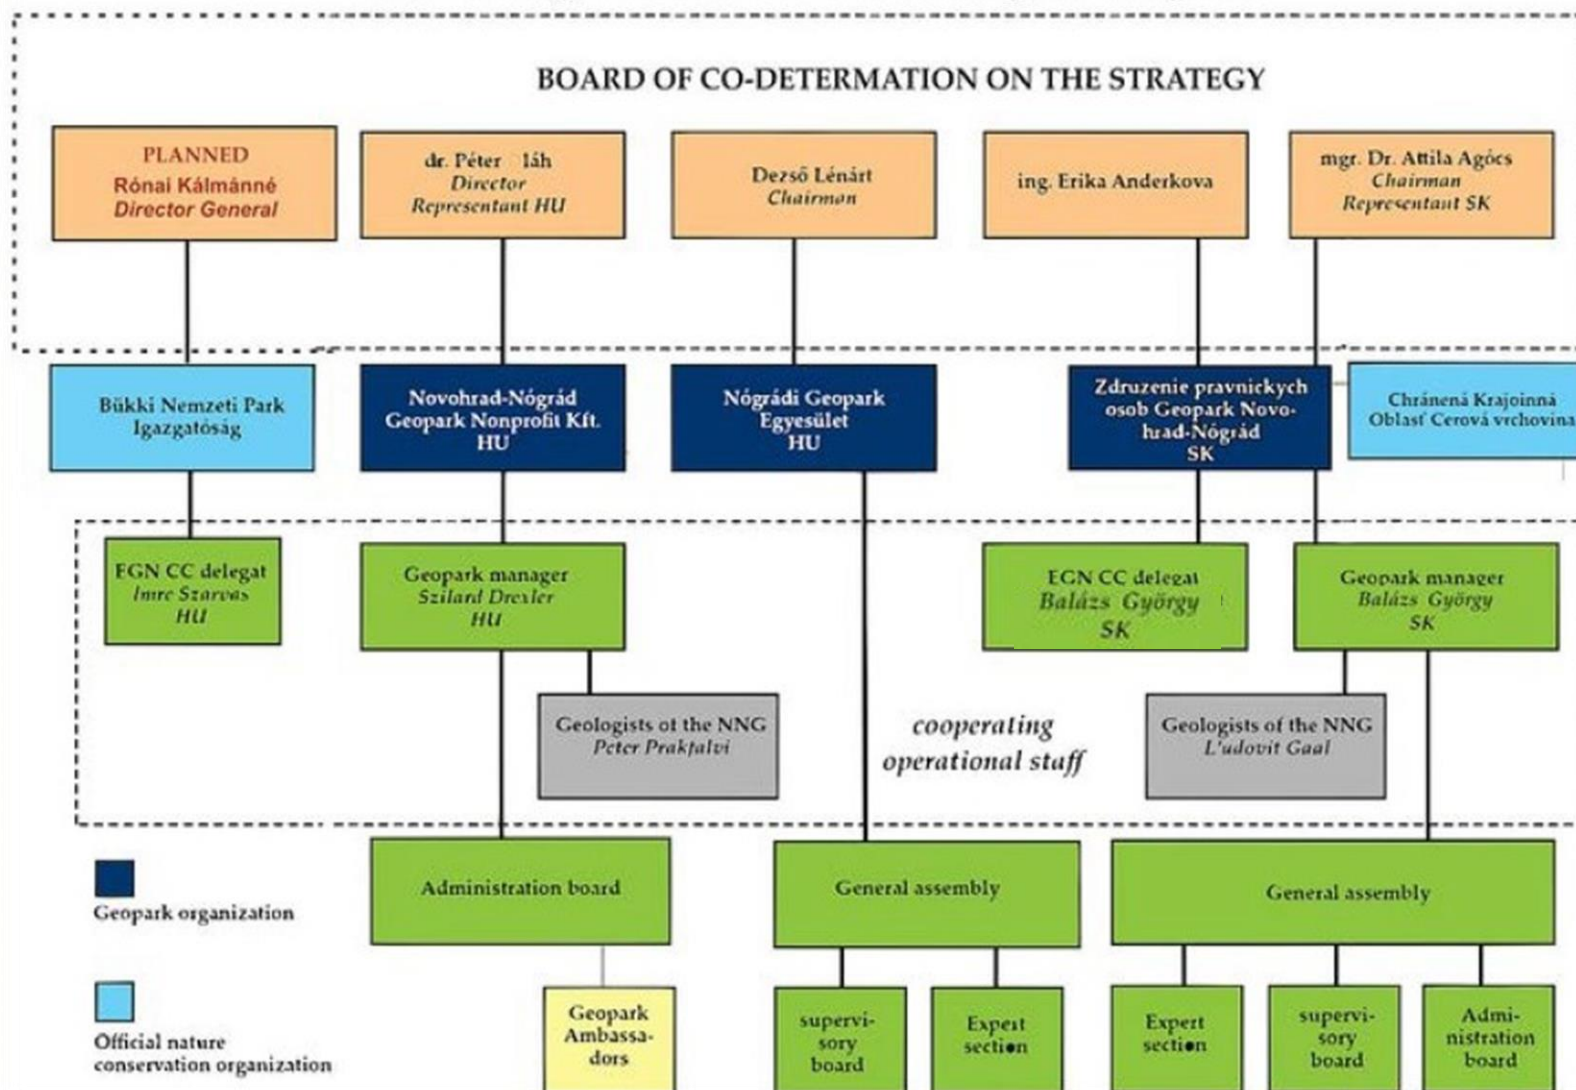 BOARD OF CO-DETERMATION ON THE STRATEGY
PLANNED
Rónai Kálmánné
Director General
dr. Péter láh
Director
Representant HU
Dezső Lénárt
Chairman
ing. Erika Anderkova
mgr. Dr. Attila Agócs
Chairman
Representant SK
Bükki Nemzeti Park
Igazgatóság
Novohrad-Nógrád
Geopark Nonprofit Kft.
HU
Nógrádi Geopark
Egyesület
HU
Zdruzenie pravnickych
osob Geopark Novo-
hrad-Nógrád
SK
Chránená Krajoinná
Oblasť Cerová vrchovina
EGN CC delegat
Imre Szarvas
HU
Geopark manager
Szilard Drexler
HU
EGN CC delegat
Balázs György
SK
Geopark manager
Balázs György
SK
Geologists of the NNG
Peter Prakfalvi
cooperating
operational staff
Geologists of the NNG
L'udovit Gaal
Administration board
General assembly
General assembly
Geopark organization
Official nature
conservation organization
Geopark
Ambassa-
dors
supervi-
sory
board
Expert
section
Expert
section
supervi-
sory
board
Admi-
nistration
board